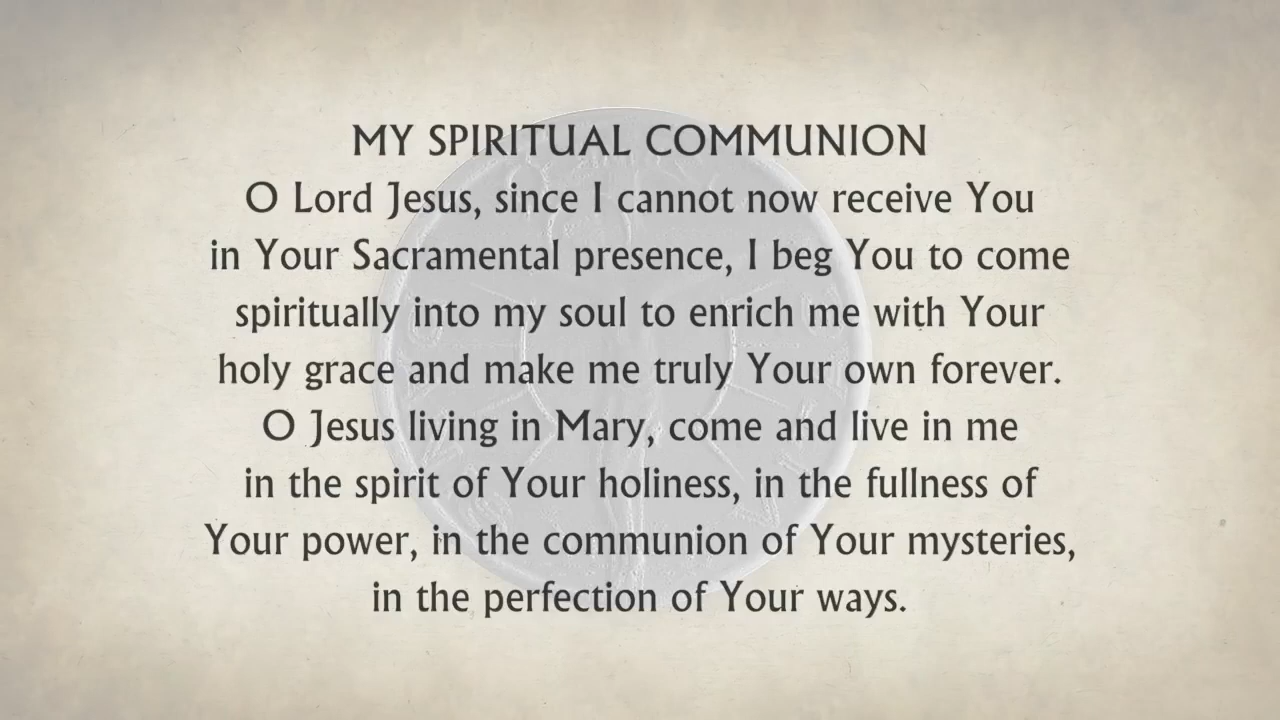 MY SPIRITUAL COMMUNION
O Lord Jesus, since I cannot now receive You
in Your Sacramental presence, I beg You to come
spiritually into my soul to enrich me with Your
holy grace and make me truly Your own forever.
O Jesus living in Mary, come and live in me
in the spirit of Your holiness, in the fullness of
Your power, in the communion of Your mysteries,
in the perfection of Your ways.